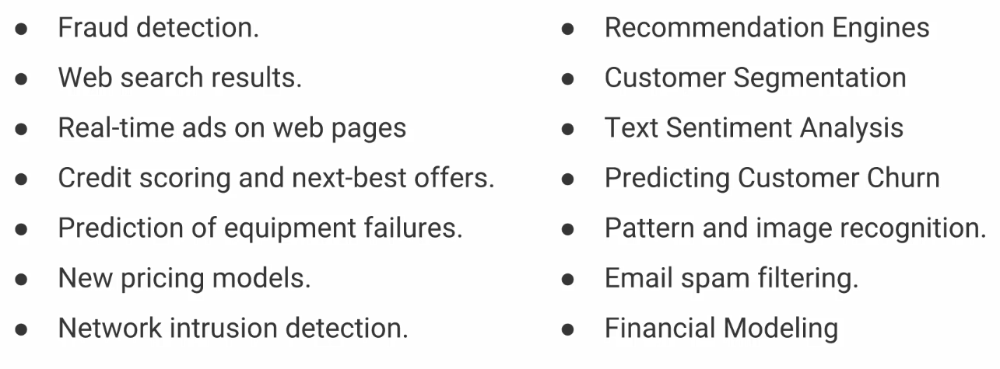 ● Fraud detection.
● Web search results.
● Real-time ads on web pages
● Credit scoring and next-best offers.
● Prediction of equipment failures.
● New pricing models.
● Network intrusion detection.
● Recommendation Engines
● Customer Segmentation
● Text Sentiment Analysis
● Predicting Customer Churn
● Pattern and image recognition.
● Email spam filtering.
● Financial Modeling